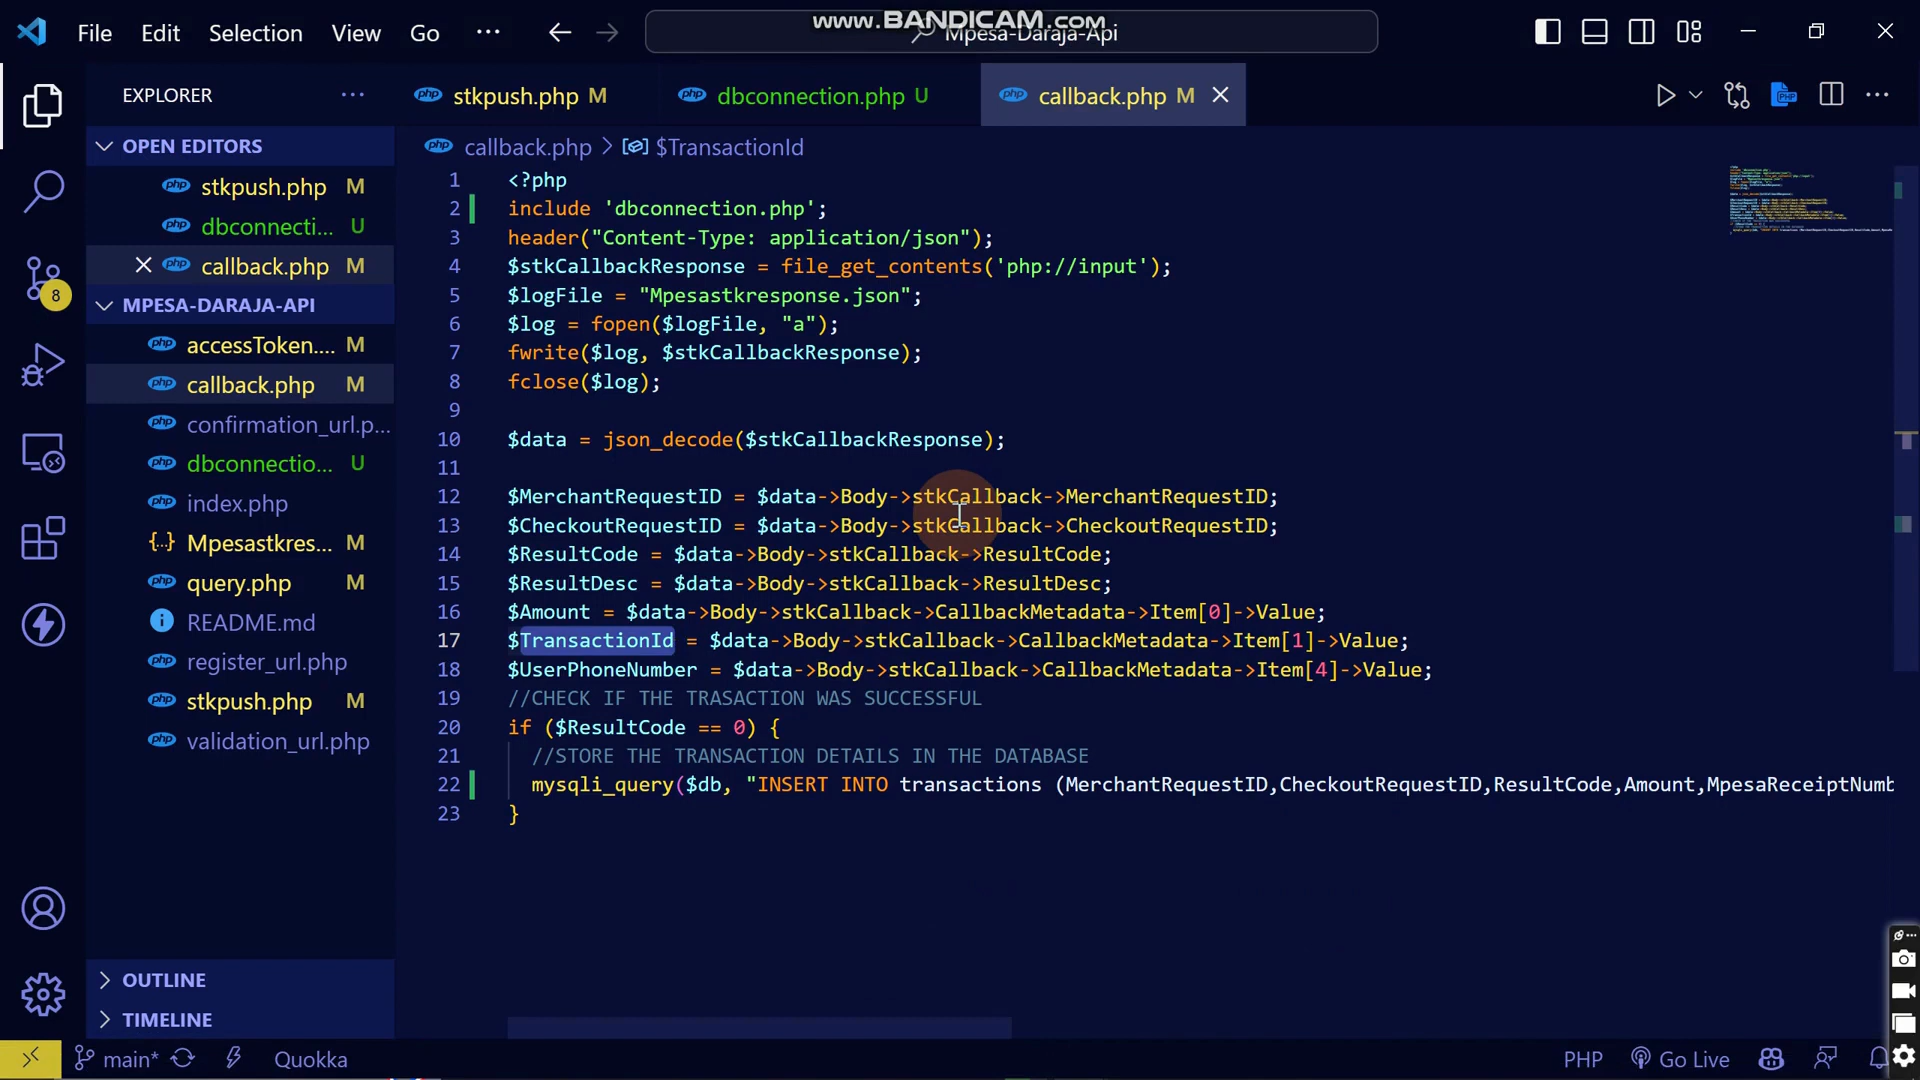 www.BANDICAM.com
File Edit Selection View Go ··· Mpesa-Daraja-Api
EXPLORER ···
stkpush.php M dbconnection.php U callback.php M
OPEN EDITORS
stkpush.php M
dbconnecti... U
callback.php M
MPESA-DARAJA-API
accessToken.... M
callback.php M
confirmation_url.p...
dbconnectio... U
index.php
Mpesastkres... M
query.php M
README.md
register_url.php
stkpush.php M
validation_url.php
OUTLINE
TIMELINE
callback.php > $TransactionId
1 <?php
2 include 'dbconnection.php';
3 header("Content-Type: application/json");
4 $stkCallbackResponse = file_get_contents('php://input');
5 $logFile = "Mpesastkresponse.json";
6 $log = fopen($logFile, "a");
7 fwrite($log, $stkCallbackResponse);
8 fclose($log);
9
10 $data = json_decode($stkCallbackResponse);
11
12 $MerchantRequestID = $data->Body->stkCallback->MerchantRequestID;
13 $CheckoutRequestID = $data->Body->stkCallback->CheckoutRequestID;
14 $ResultCode = $data->Body->stkCallback->ResultCode;
15 $ResultDesc = $data->Body->stkCallback->ResultDesc;
16 $Amount = $data->Body->stkCallback->CallbackMetadata->Item[0]->Value;
17 $TransactionId = $data->Body->stkCallback->CallbackMetadata->Item[1]->Value;
18 $UserPhoneNumber = $data->Body->stkCallback->CallbackMetadata->Item[4]->Value;
19 //CHECK IF THE TRASACTION WAS SUCCESSFUL
20 if ($ResultCode == 0) {
21 //STORE THE TRANSACTION DETAILS IN THE DATABASE
22 mysqli_query($db, "INSERT INTO transactions (MerchantRequestID,CheckoutRequestID,ResultCode,Amount,MpesaReceiptNumb
23 }
8
main* Quokka PHP Go Live